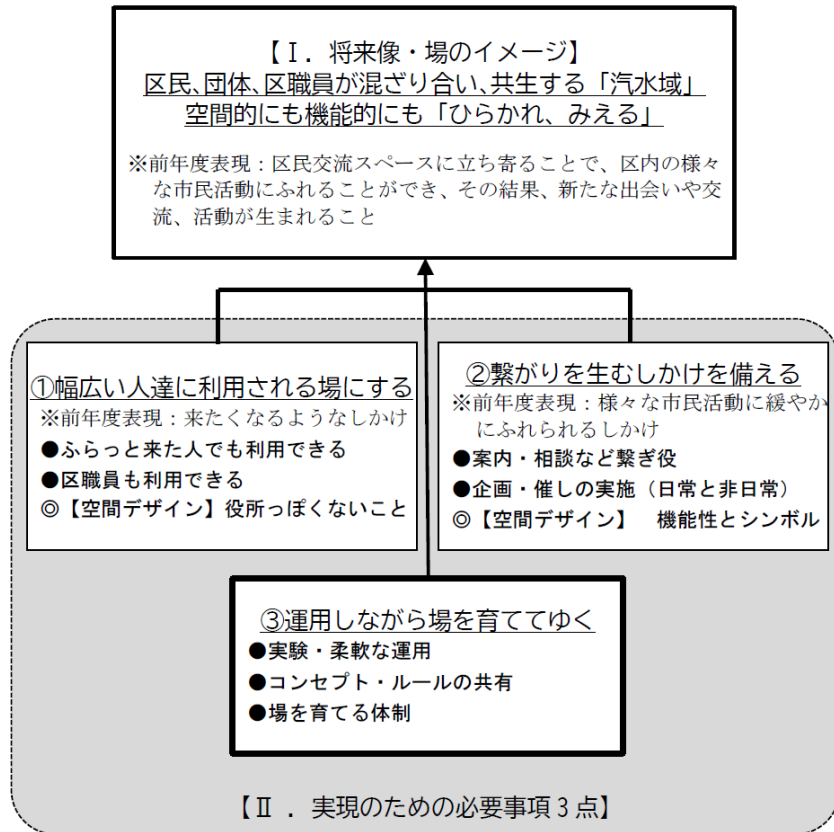 【Ⅰ．将来像・場のイメージ】
区民、団体、区職員が混ざり合い、共生する「汽水域」
空間的にも機能的にも「ひらかれ、みえる」
※前年度表現：区民交流スペースに立ち寄ることで、区内の様々
な市民活動にふれることができ、その結果、新たな出会いや交
流、活動が生まれること
①幅広い人達に利用される場にする
※前年度表現：来たくなるようなしかけ
●ふらっと来た人でも利用できる
●区職員も利用できる
◎【空間デザイン】役所っぽくないこと
②繋がりを生むしかけを備える
※前年度表現：様々な市民活動に緩やか
にふれられるしかけ
●案内・相談など繋ぎ役
●企画・催しの実施（日常と非日常）
◎【空間デザイン】　機能性とシンボル
③運用しながら場を育ててゆく
●実験・柔軟な運用
●コンセプト・ルールの共有
●場を育てる体制
【Ⅱ．実現のための必要事項３点】